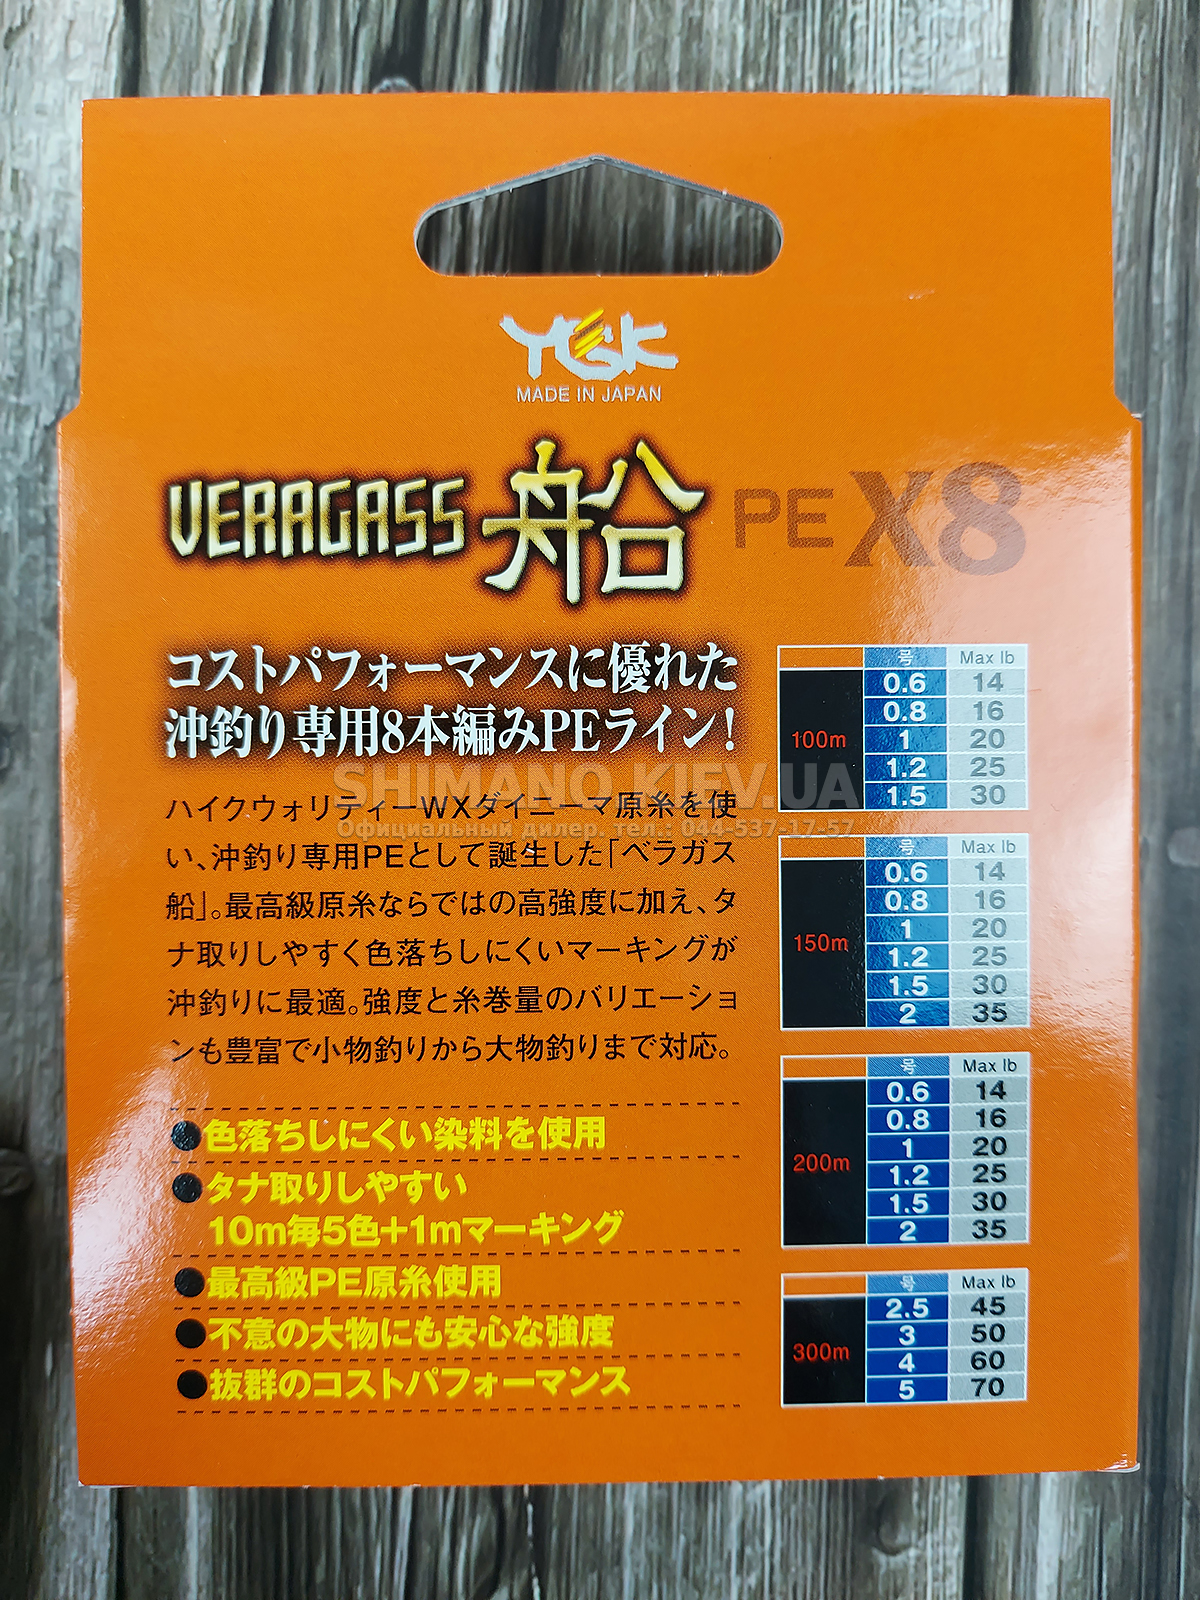 YGK
MADE IN JAPAN
VERAGASS 船 PE X8
コストパフォーマンスに優れた
沖釣り専用8本編みPEライン!
ハイクウォリティーWXダイニーマ原糸を使
い、沖釣り専用PEとして誕生した「ベラガス
船」。最高級原糸ならではの高強度に加え、タ
ナ取りしやすく色落ちしにくいマーキングが
沖釣りに最適。強度と糸巻量のバリエーショ
ンも豊富で小物釣りから大物釣りまで対応。
●色落ちしにくい染料を使用
●タナ取りしやすい
10m毎5色+1mマーキング
●最高級PE原糸使用
●不意の大物にも安心な強度
●抜群のコストパフォーマンス
号 Max lb
100m
0.6 14
0.8 16
1 20
1.2 25
1.5 30
号 Max lb
150m
0.6 14
0.8 16
1 20
1.2 25
1.5 30
2 35
号 Max lb
200m
0.6 14
0.8 16
1 20
1.2 25
1.5 30
2 35
号 Max lb
300m
2.5 45
3 50
4 60
5 70
SHIMANO.KIEV.UA
Официальный дилер. тел.: 044-537-17-57